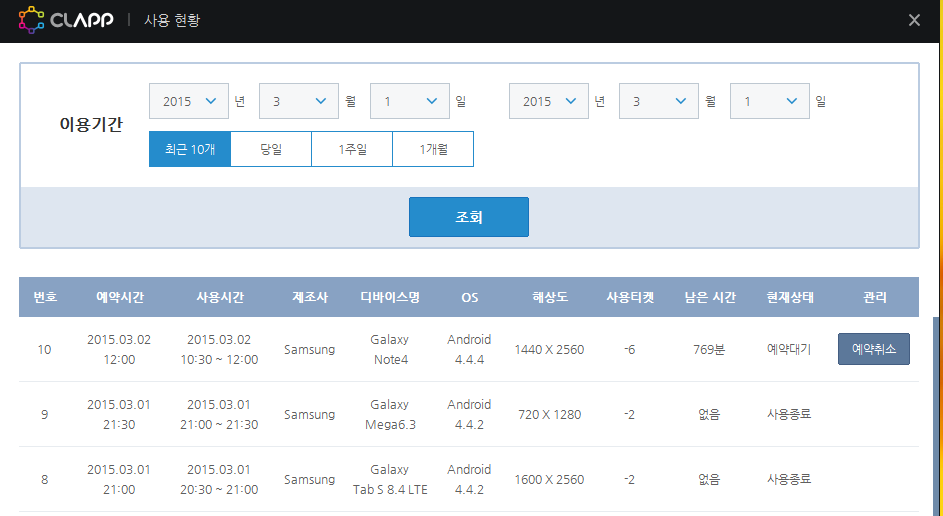 CLAPP | 사용 현황
이용기간
2015 년 3 월 1 일 2015 년 3 월 1 일
최근 10개 당일 1주일 1개월
조회
번호 예약시간 사용시간 제조사 디바이스명 OS 해상도 사용티켓 남은 시간 현재상태 관리
10 2015.03.02 12:00 2015.03.02 10:30 ~ 12:00 Samsung Galaxy Note4 Android 4.4.4 1440 X 2560 -6 769분 예약대기 예약취소
9 2015.03.01 21:30 2015.03.01 21:00 ~ 21:30 Samsung Galaxy Mega6.3 Android 4.4.2 720 X 1280 -2 없음 사용종료
8 2015.03.01 21:00 2015.03.01 20:30 ~ 21:00 Samsung Galaxy Tab S 8.4 LTE Android 4.4.2 1600 X 2560 -2 없음 사용종료